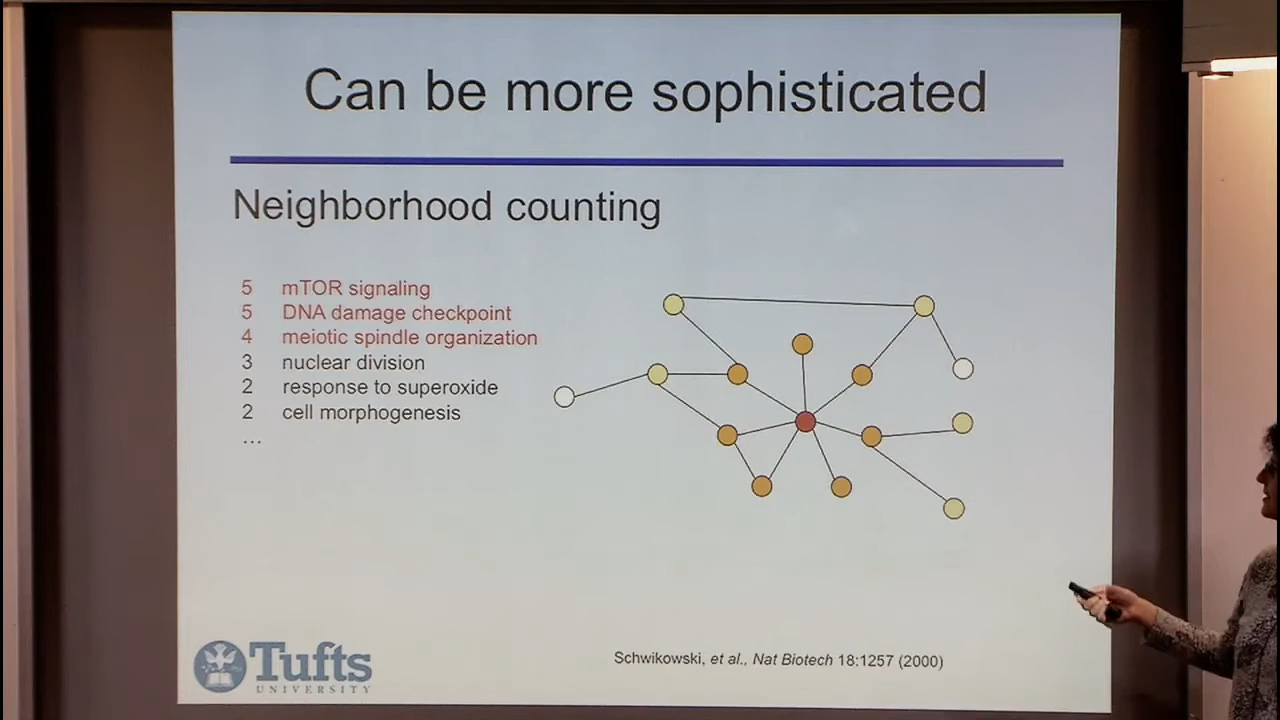 Can be more sophisticated
Neighborhood counting
5 mTOR signaling
5 DNA damage checkpoint
4 meiotic spindle organization
3 nuclear division
2 response to superoxide
2 cell morphogenesis
…
Schwikowski, et al., Nat Biotech 18:1257 (2000)
Tufts
UNIVERSITY